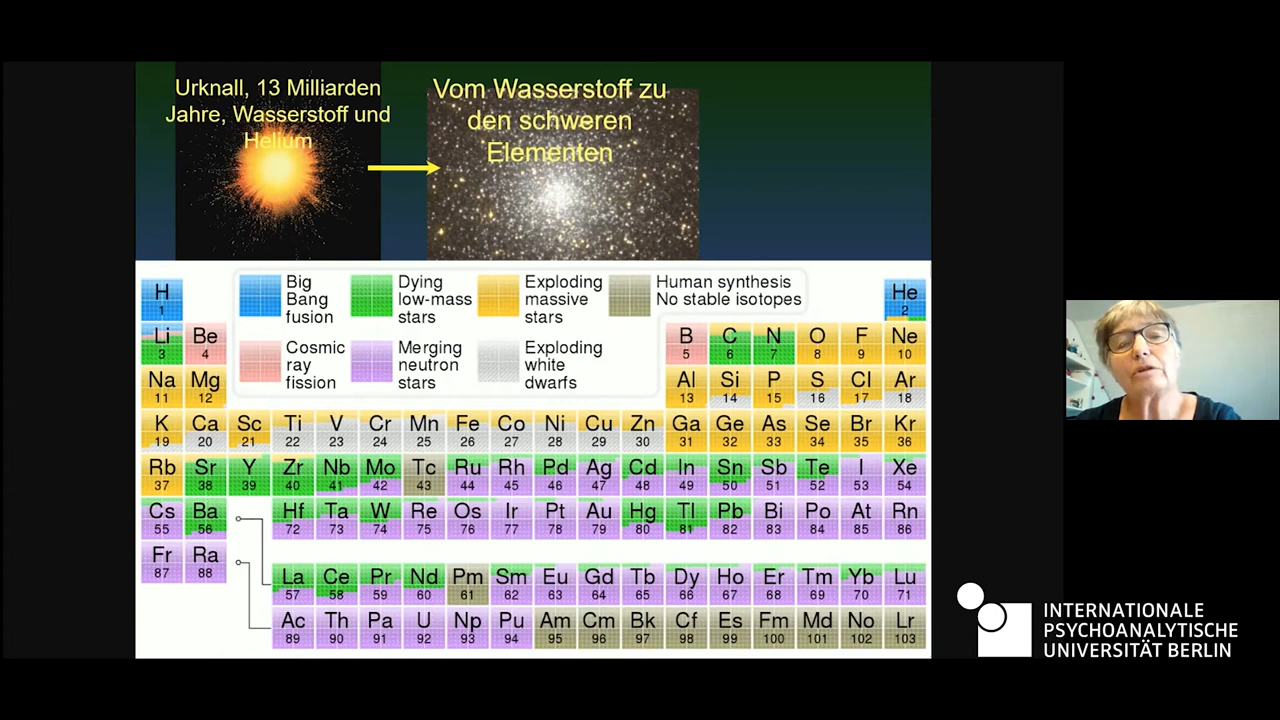 Urknall, 13 Milliarden
Jahre, Wasserstoff und
Helium
Vom Wasserstoff zu
den schweren
Elementen
Big
Bang
fusion
Dying
low-mass
stars
Exploding
massive
stars
Human synthesis
No stable isotopes
Cosmic
ray
fission
Merging
neutron
stars
Exploding
white
dwarfs
H He
1 2
Li Be B C N O F Ne
3 4 5 6 7 8 9 10
Na Mg Al Si P S Cl Ar
11 12 13 14 15 16 17 18
K Ca Sc Ti V Cr Mn Fe Co Ni Cu Zn Ga Ge As Se Br Kr
19 20 21 22 23 24 25 26 27 28 29 30 31 32 33 34 35 36
Rb Sr Y Zr Nb Mo Tc Ru Rh Pd Ag Cd In Sn Sb Te I Xe
37 38 39 40 41 42 43 44 45 46 47 48 49 50 51 52 53 54
Cs Ba Hf Ta W Re Os Ir Pt Au Hg Tl Pb Bi Po At Rn
55 56 72 73 74 75 76 77 78 79 80 81 82 83 84 85 86
Fr Ra
87 88
La Ce Pr Nd Pm Sm Eu Gd Tb Dy Ho Er Tm Yb Lu
57 58 59 60 61 62 63 64 65 66 67 68 69 70 71
Ac Th Pa U Np Pu Am Cm Bk Cf Es Fm Md No Lr
89 90 91 92 93 94 95 96 97 98 99 100 101 102 103
INTERNATIONALE
PSYCHOANALYTISCHE
UNIVERSITÄT BERLIN